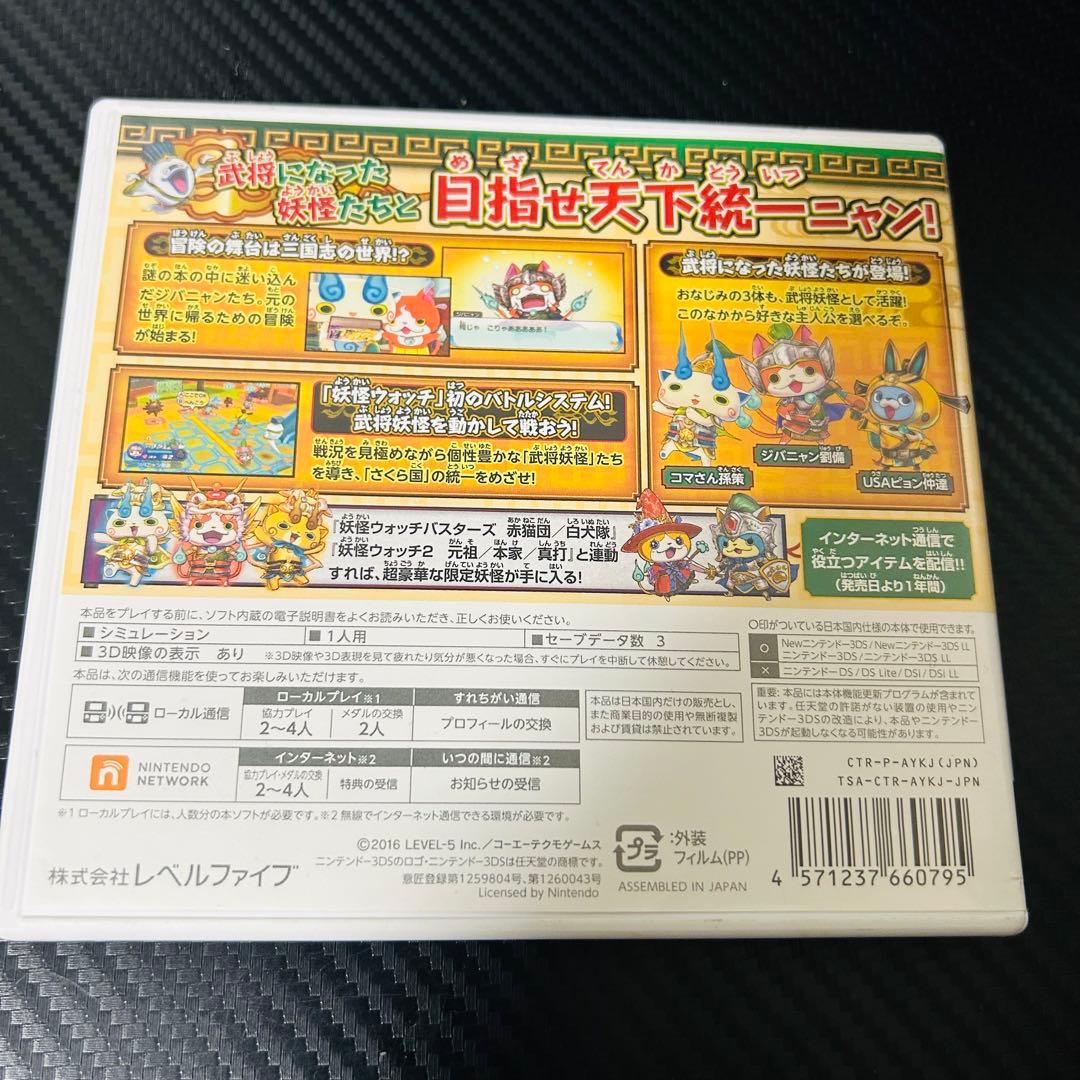 武将になった
妖怪たちと
目指せ天下統一ニャン!
冒険の舞台は三国志の世界!?
謎の本の中に迷い込ん
だジバニャンたち。元の
世界に帰るための冒険
が始まる!
ジバニャン
こりゃああああ!
「妖怪ウォッチ」初のバトルシステム!
武将妖怪を動かして戦おう!
戦況を見極めながら個性豊かな「武将妖怪」たち
を導き、「さくら国」の統一をめざせ!
武将になった妖怪たちが登場!
おなじみの3体も、武将妖怪として活躍!
このなかから好きな主人公を選べるぞ。
コマさん孫策
ジバニャン劉備
USAピョン仲達
『妖怪ウォッチバスターズ 赤猫団/白犬隊』
『妖怪ウォッチ2 元祖/本家/真打』と連動
すれば、超豪華な限定妖怪が手に入る!
インターネット通信で
役立つアイテムを配信!!
(発売日より1年間)
本品をプレイする前に、ソフト内蔵の電子説明書をよくお読みいただき、正しくお使いください。
■シミュレーション
■1人用
■セーブデータ数 3
■3D映像の表示 あり
※3D映像や3D表現を見て疲れたり気分が悪くなった場合、すぐにプレイを中断して休憩してください。
本品は、次の通信機能を使ってお楽しみいただけます。
ローカル通信
ローカルプレイ※1
協力プレイ
2~4人
メダルの交換
2人
すれちがい通信
プロフィールの交換
NINTENDO
NETWORK
インターネット※2
協力プレイ・メダルの交換
2~4人
特典の受信
いつの間に通信※2
お知らせの受信
※1 ローカルプレイには、人数分の本ソフトが必要です。※2 無線でインターネット通信できる環境が必要です。
本品は日本国内だけの販売とし、
また商業目的の使用や無断複製
および賃貸は禁止されています。
○印がついている日本国内仕様の本体で使用できます。
○ Newニンテンドー3DS/Newニンテンドー3DS LL
ニンテンドー3DS/ニンテンドー3DS LL
× ニンテンドーDS/DS Lite/DSi/DSi LL
重要:本品には本体機能更新プログラムが含まれて
います。任天堂の許諾がない装置の使用やニン
テンドー3DSの改造により、本体や本品が起動しなくなる可能性があります。
CTR-P-AYKJ(JPN)
TSA-CTR-AYKJ-JPN
©2016 LEVEL-5 Inc./コーエーテクモゲームス
ニンテンドー3DSのロゴ・ニンテンドー3DSは任天堂の商標です。
意匠登録第1259804号、第1260043号
Licensed by Nintendo
株式会社レベルファイブ
プラ
:外装
フィルム(PP)
ASSEMBLED IN JAPAN
4 571237 660795